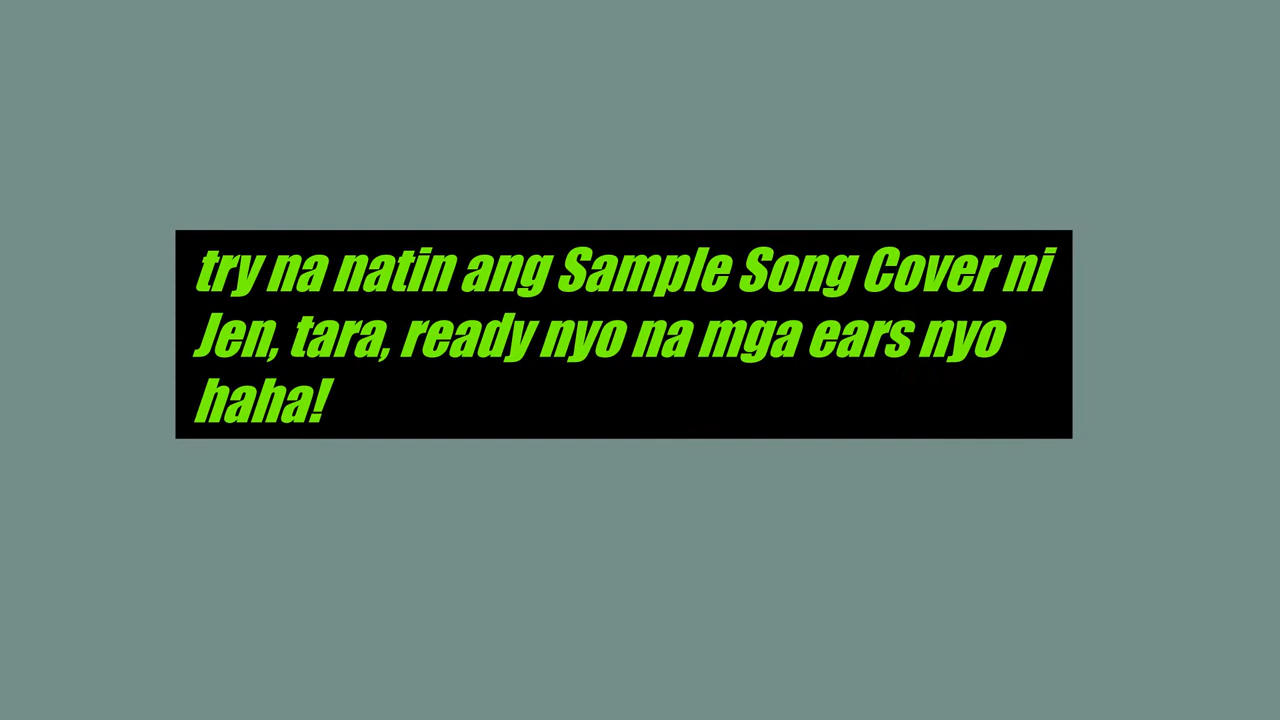 try na natin ang Sample Song Cover ni
Jen, tara, ready nyo na mga ears nyo
haha!